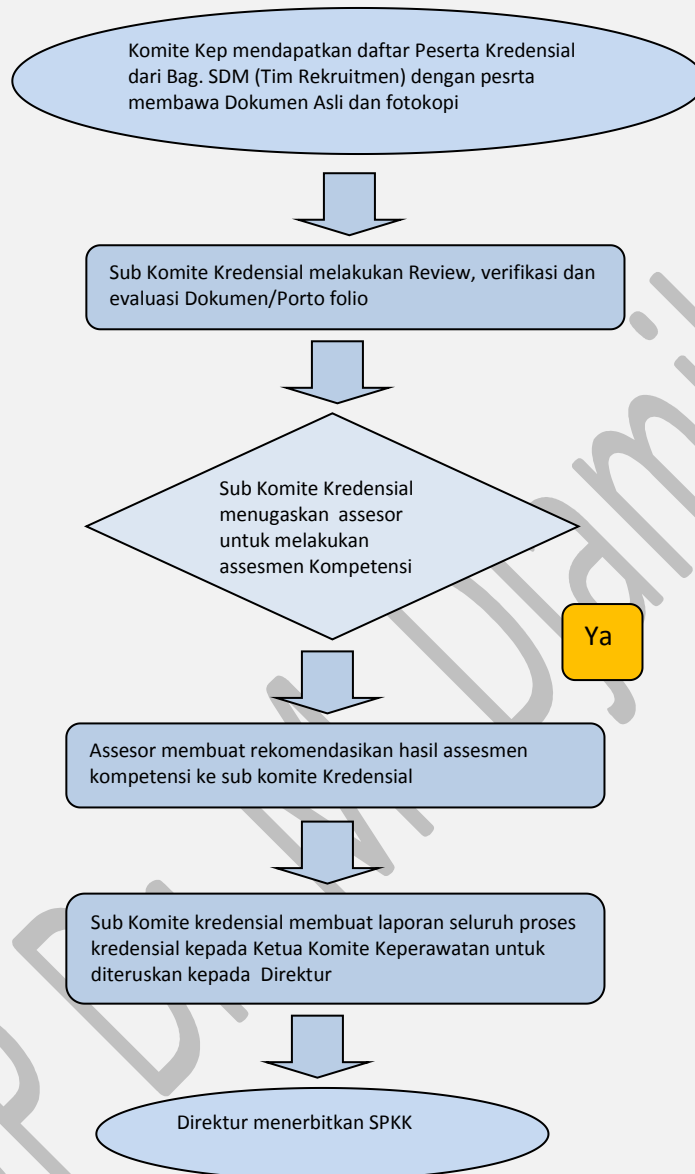 Komite Kep mendapatkan daftar Peserta Kredensial
dari Bag. SDM (Tim Rekruitmen) dengan pesrta
membawa Dokumen Asli dan fotokopi
Sub Komite Kredensial melakukan Review, verifikasi dan
evaluasi Dokumen/Porto folio
Sub Komite Kredensial
menugaskan assesor
untuk melakukan
assesmen Kompetensi
Ya
Assesor membuat rekomendasikan hasil assesmen
kompetensi ke sub komite Kredensial
Sub Komite kredensial membuat laporan seluruh proses
kredensial kepada Ketua Komite Keperawatan untuk
diteruskan kepada Direktur
Direktur menerbitkan SPKK